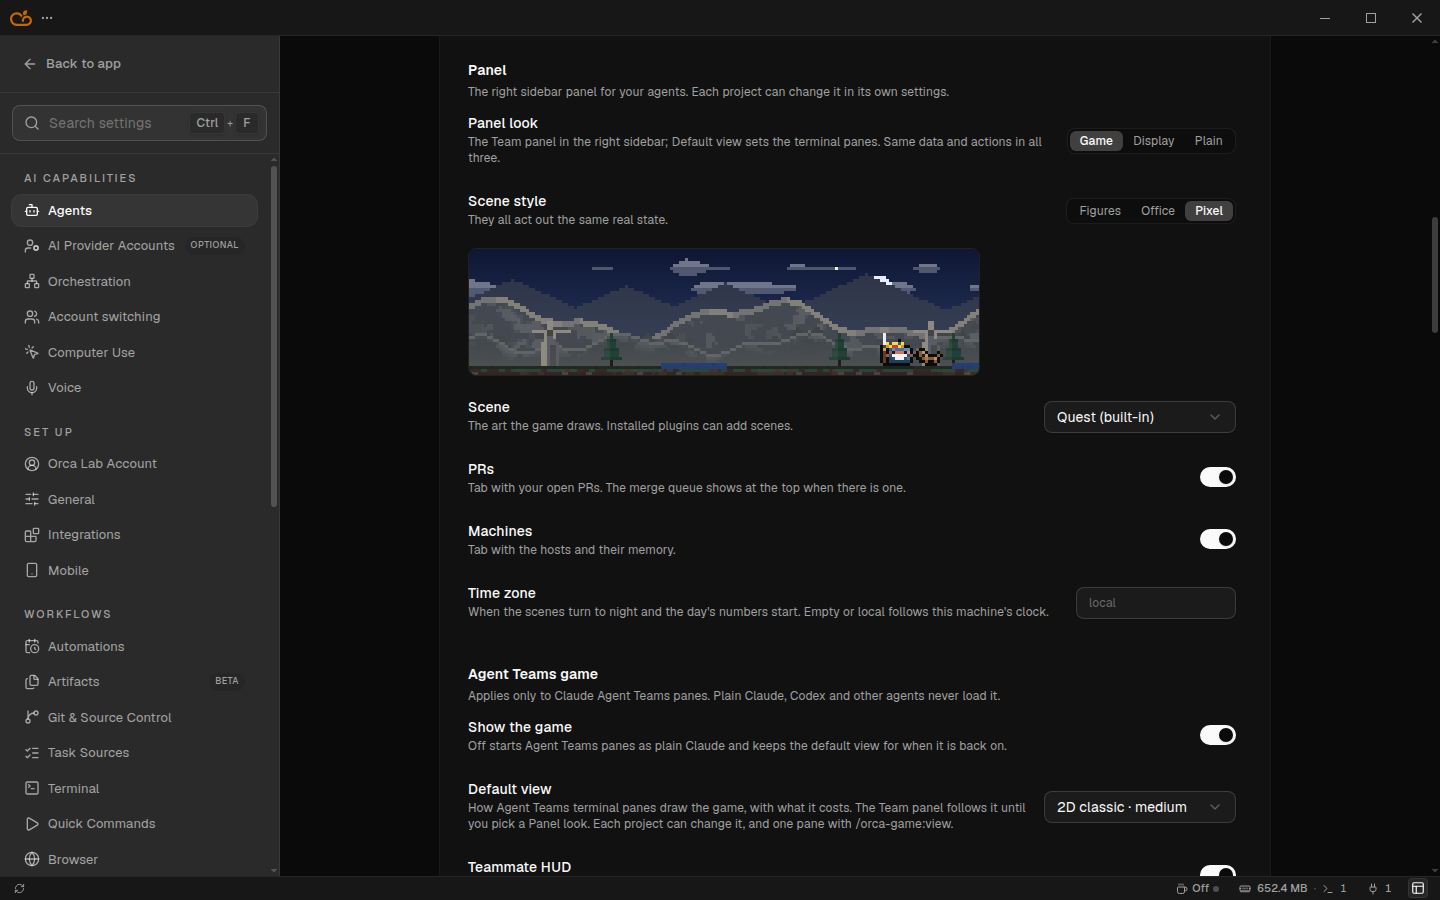 Back to app
Search settings
Ctrl + F
AI CAPABILITIES
Agents
AI Provider Accounts OPTIONAL
Orchestration
Account switching
Computer Use
Voice
SET UP
Orca Lab Account
General
Integrations
Mobile
WORKFLOWS
Automations
Artifacts BETA
Git & Source Control
Task Sources
Terminal
Quick Commands
Browser
Panel
The right sidebar panel for your agents. Each project can change it in its own settings.
Panel look
The Team panel in the right sidebar; Default view sets the terminal panes. Same data and actions in all
three.
Game Display Plain
Scene style
They all act out the same real state.
Figures Office Pixel
Scene
The art the game draws. Installed plugins can add scenes.
Quest (built-in)
PRs
Tab with your open PRs. The merge queue shows at the top when there is one.
Machines
Tab with the hosts and their memory.
Time zone
When the scenes turn to night and the day's numbers start. Empty or local follows this machine's clock.
local
Agent Teams game
Applies only to Claude Agent Teams panes. Plain Claude, Codex and other agents never load it.
Show the game
Off starts Agent Teams panes as plain Claude and keeps the default view for when it is back on.
Default view
How Agent Teams terminal panes draw the game, with what it costs. The Team panel follows it until
you pick a Panel look. Each project can change it, and one pane with /orca-game:view.
2D classic · medium
Teammate HUD
Off 652.4 MB · 1 1